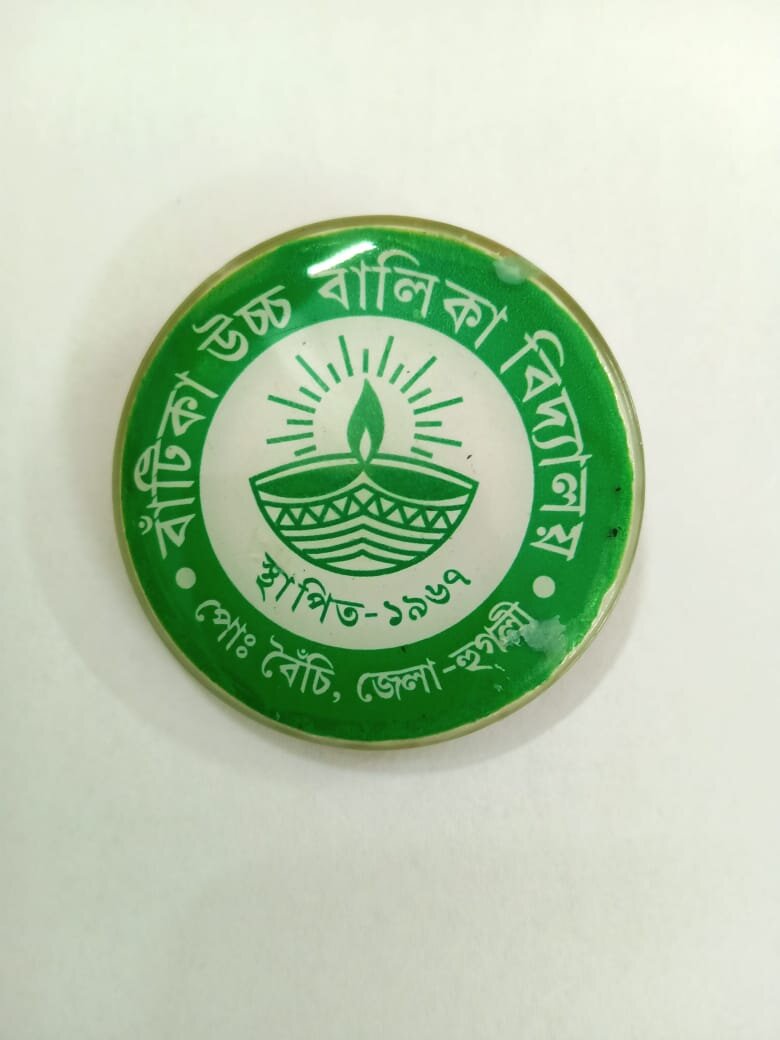 বাঁটিকা উচ্চ বালিকা বিদ্যালয়
স্থাপিত-১৯৬৭
পোঃ বৈঁচি, জেলা-হুগলী